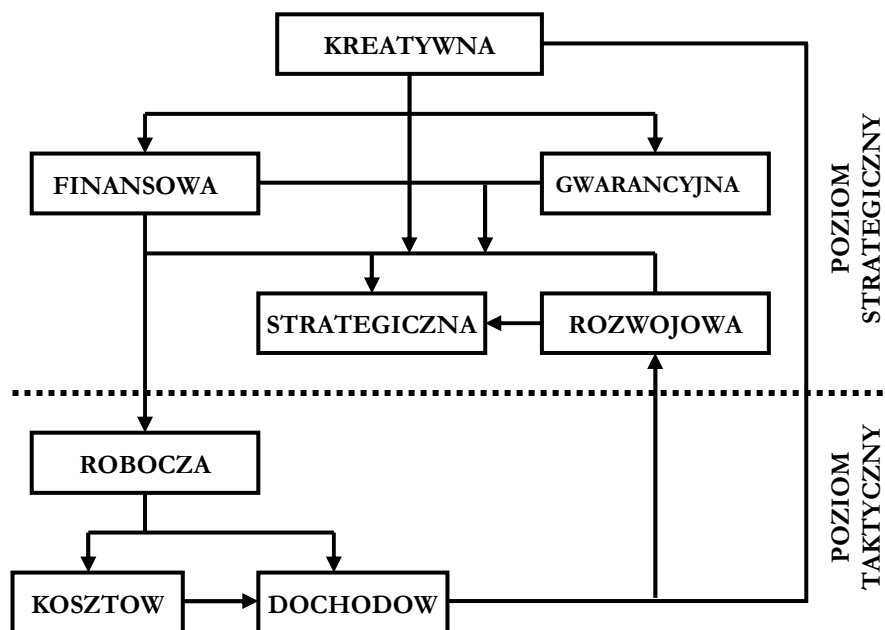 KREATYWNA
FINANSOWA
GWARANCYJNA
STRATEGICZNA
ROZWOJOWA
POZIOM
STRATEGICZNY
ROBOCZA
KOSZTOW
DOCHODOW
POZIOM
TAKTYCZNY